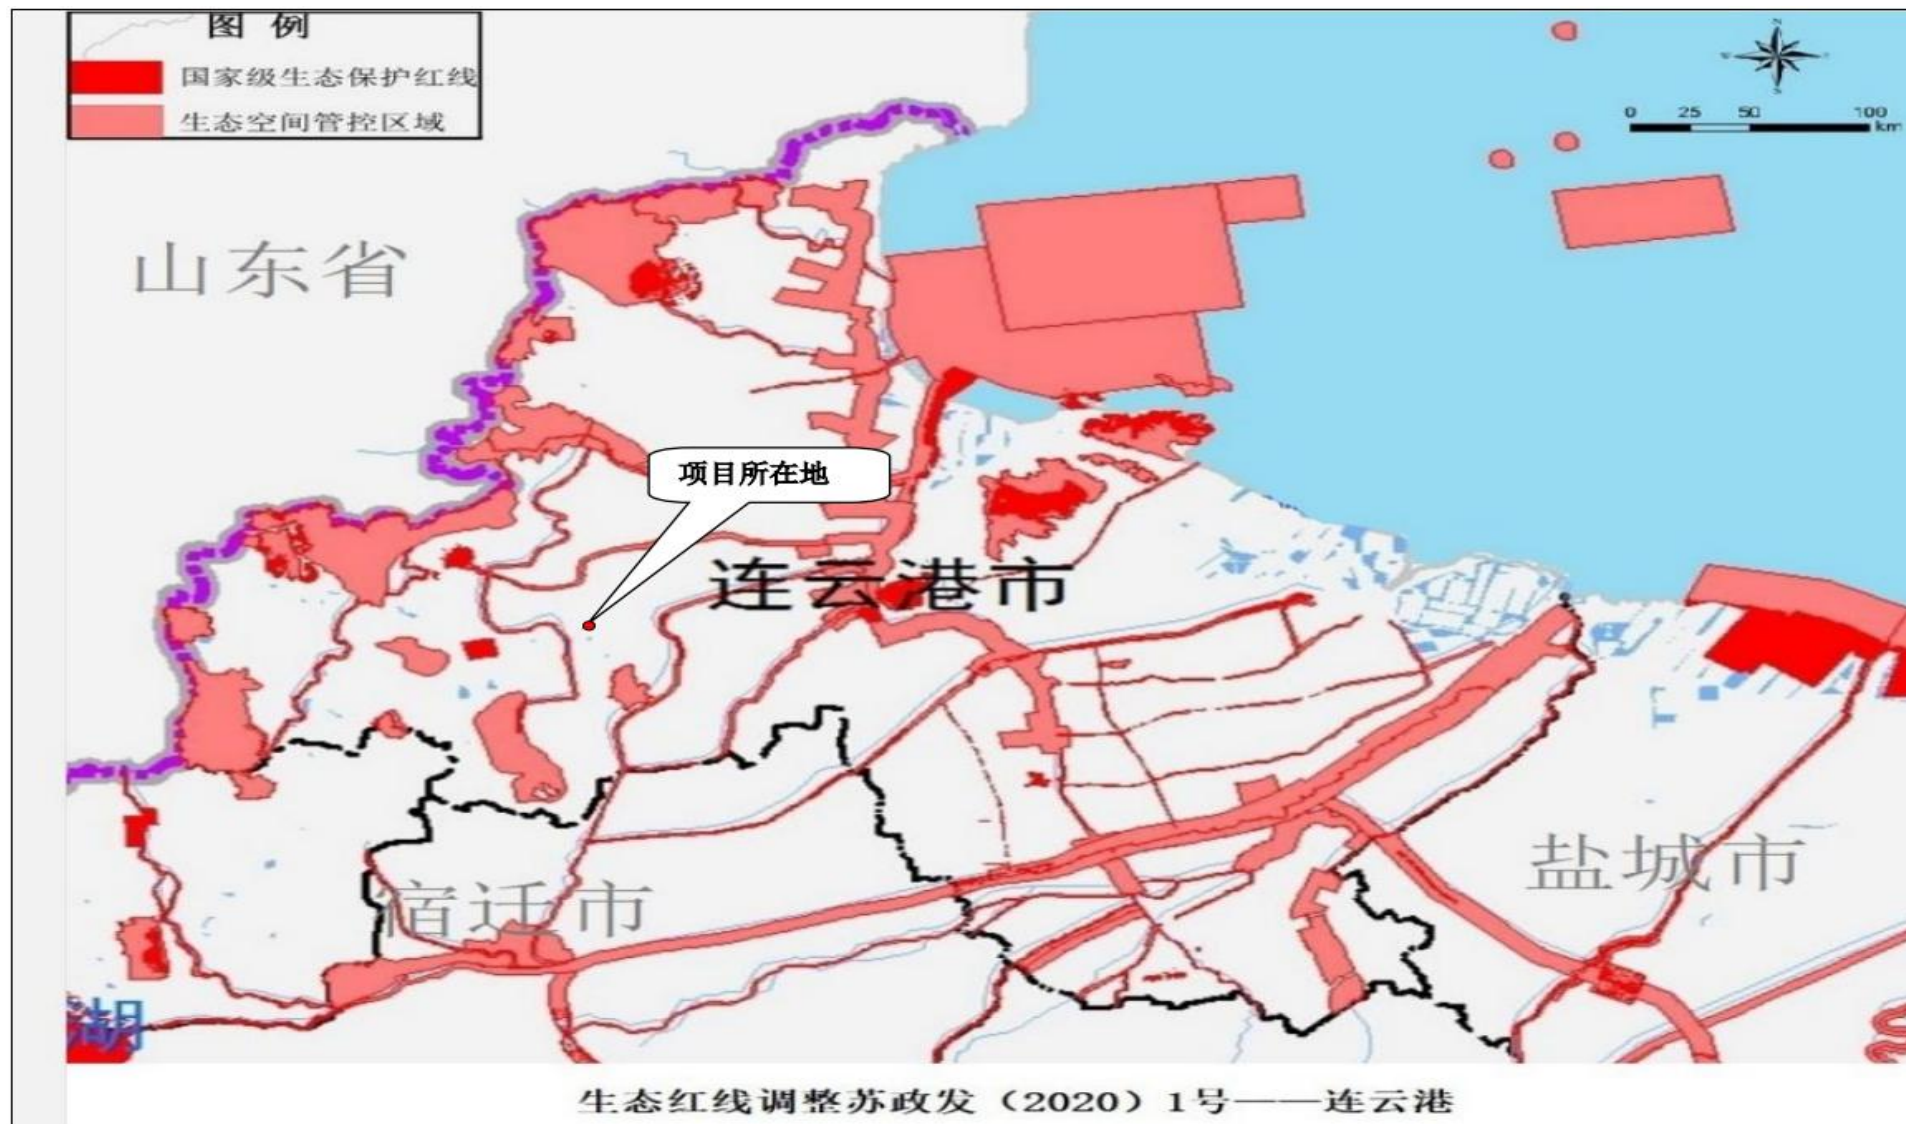 图 例
国家级生态保护红线
生态空间管控区域
N
S
0 25 50 100
km
山东省
项目所在地
连云港市
盐城市
宿迁市
湖
生态红线调整苏政发（2020）1号——连云港